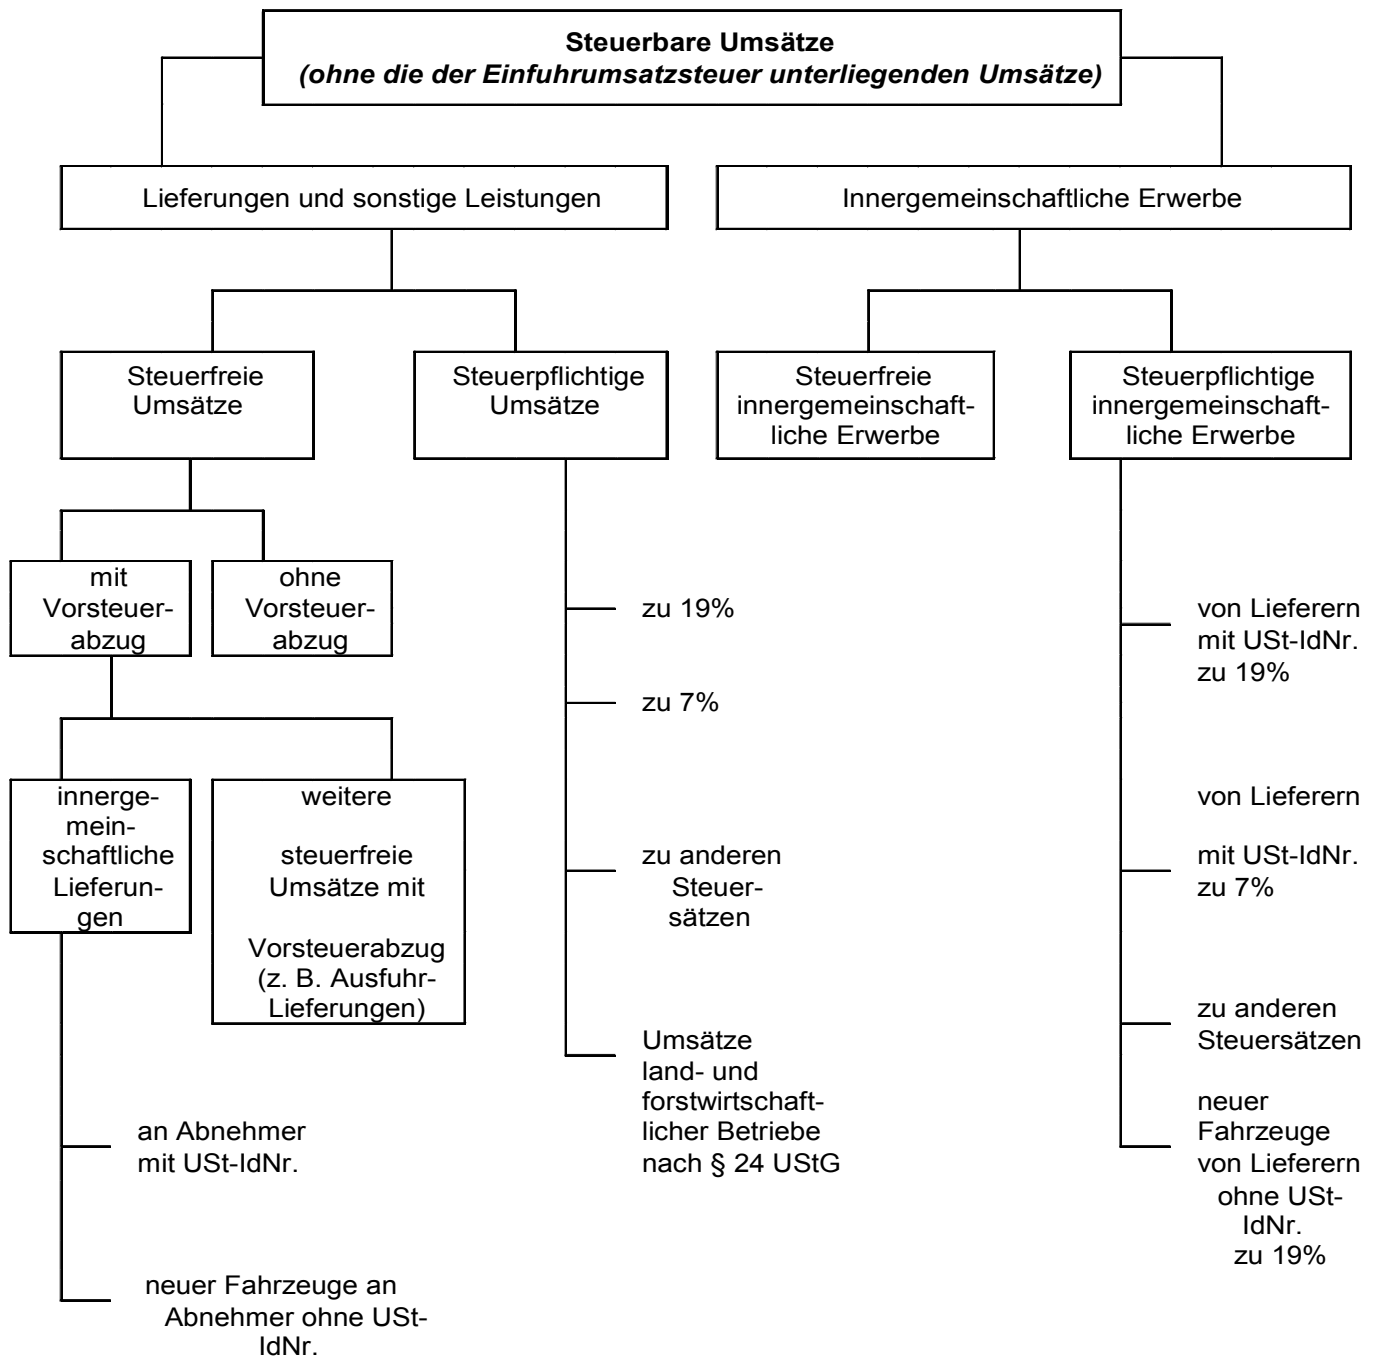 Steuerbare Umsätze
(ohne die der Einfuhrumsatzsteuer unterliegenden Umsätze)
Lieferungen und sonstige Leistungen
Innergemeinschaftliche Erwerbe
Steuerfreie
Umsätze
Steuerpflichtige
Umsätze
Steuerfreie
innergemeinschaft-
liche Erwerbe
Steuerpflichtige
innergemeinschaft-
liche Erwerbe
mit
Vorsteuer-
abzug
ohne
Vorsteuer-
abzug
innerge-
mein-
schaftliche
Lieferun-
gen
weitere
steuerfreie
Umsätze mit
Vorsteuerabzug
(z. B. Ausfuhr-
Lieferungen)
an Abnehmer
mit USt-IdNr.
neuer Fahrzeuge an
Abnehmer ohne USt-
IdNr.
zu 19%
zu 7%
zu anderen
Steuer-
sätzen
Umsätze
land- und
forstwirtschaft-
licher Betriebe
nach § 24 UStG
von Lieferern
mit USt-IdNr.
zu 19%
von Lieferern
mit USt-IdNr.
zu 7%
zu anderen
Steuersätzen
neuer
Fahrzeuge
von Lieferern
ohne USt-
IdNr.
zu 19%